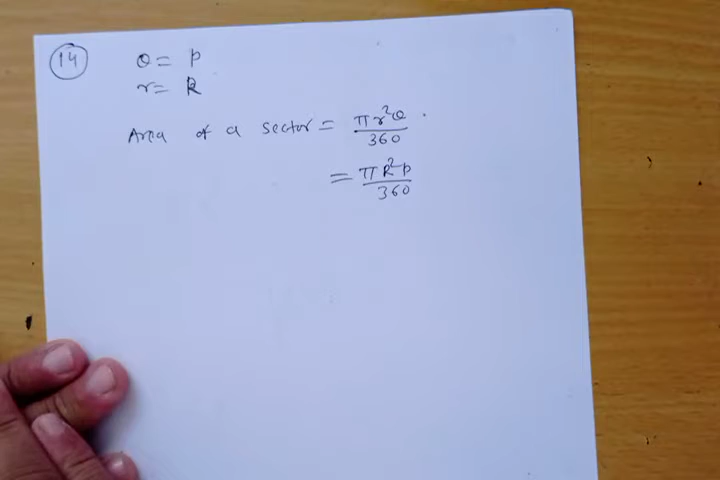 14
θ = p
r = R
Area of a sector = πr²θ/360
= πR²p/360